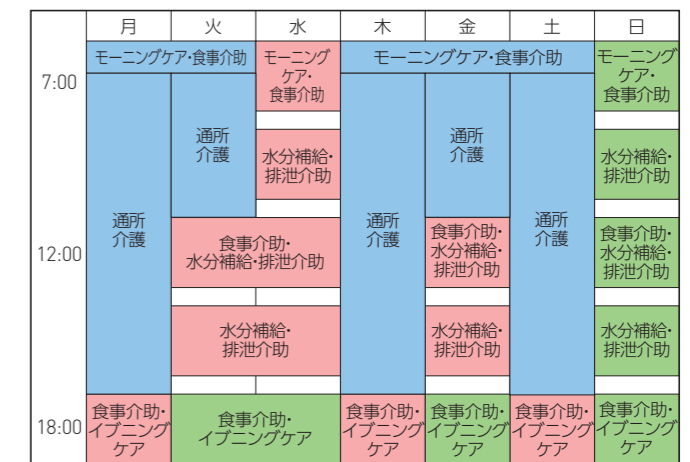 月 火 水 木 金 土 日
7:00
モーニングケア・食事介助
モーニング
ケア・
食事介助
モーニングケア・食事介助
モーニング
ケア・
食事介助
通所
介護
水分補給・
排泄介助
通所
介護
水分補給・
排泄介助
12:00
通所
介護
食事介助・
水分補給・排泄介助
通所
介護
食事介助・
水分補給・
排泄介助
通所
介護
食事介助・
水分補給・
排泄介助
水分補給・
排泄介助
水分補給・
排泄介助
水分補給・
排泄介助
18:00
食事介助・
イブニング
ケア
食事介助・
イブニングケア
食事介助・
イブニング
ケア
食事介助・
イブニング
ケア
食事介助・
イブニング
ケア
食事介助・
イブニング
ケア